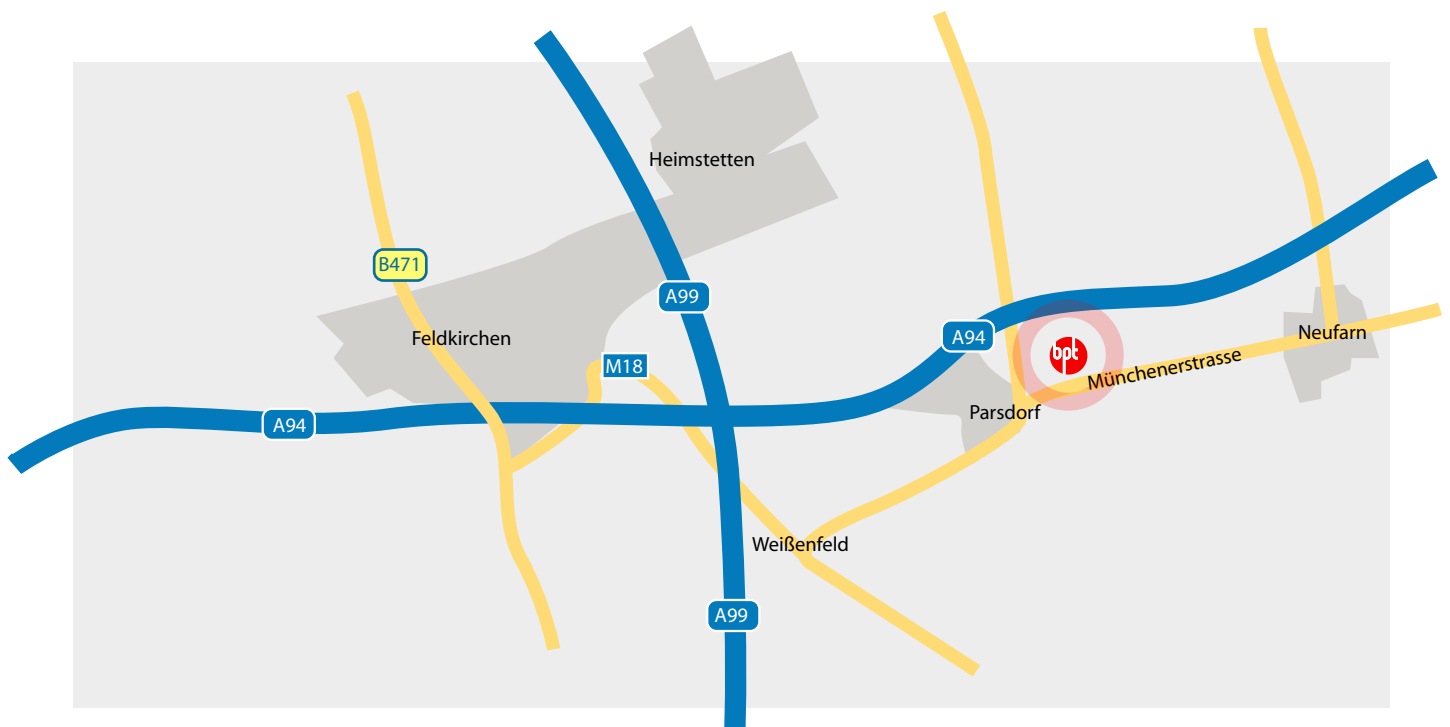 Heimstetten
B471
A99
Feldkirchen
A94
bpt
Neufarn
M18
Münchenerstrasse
Parsdorf
A94
Weißenfeld
A99